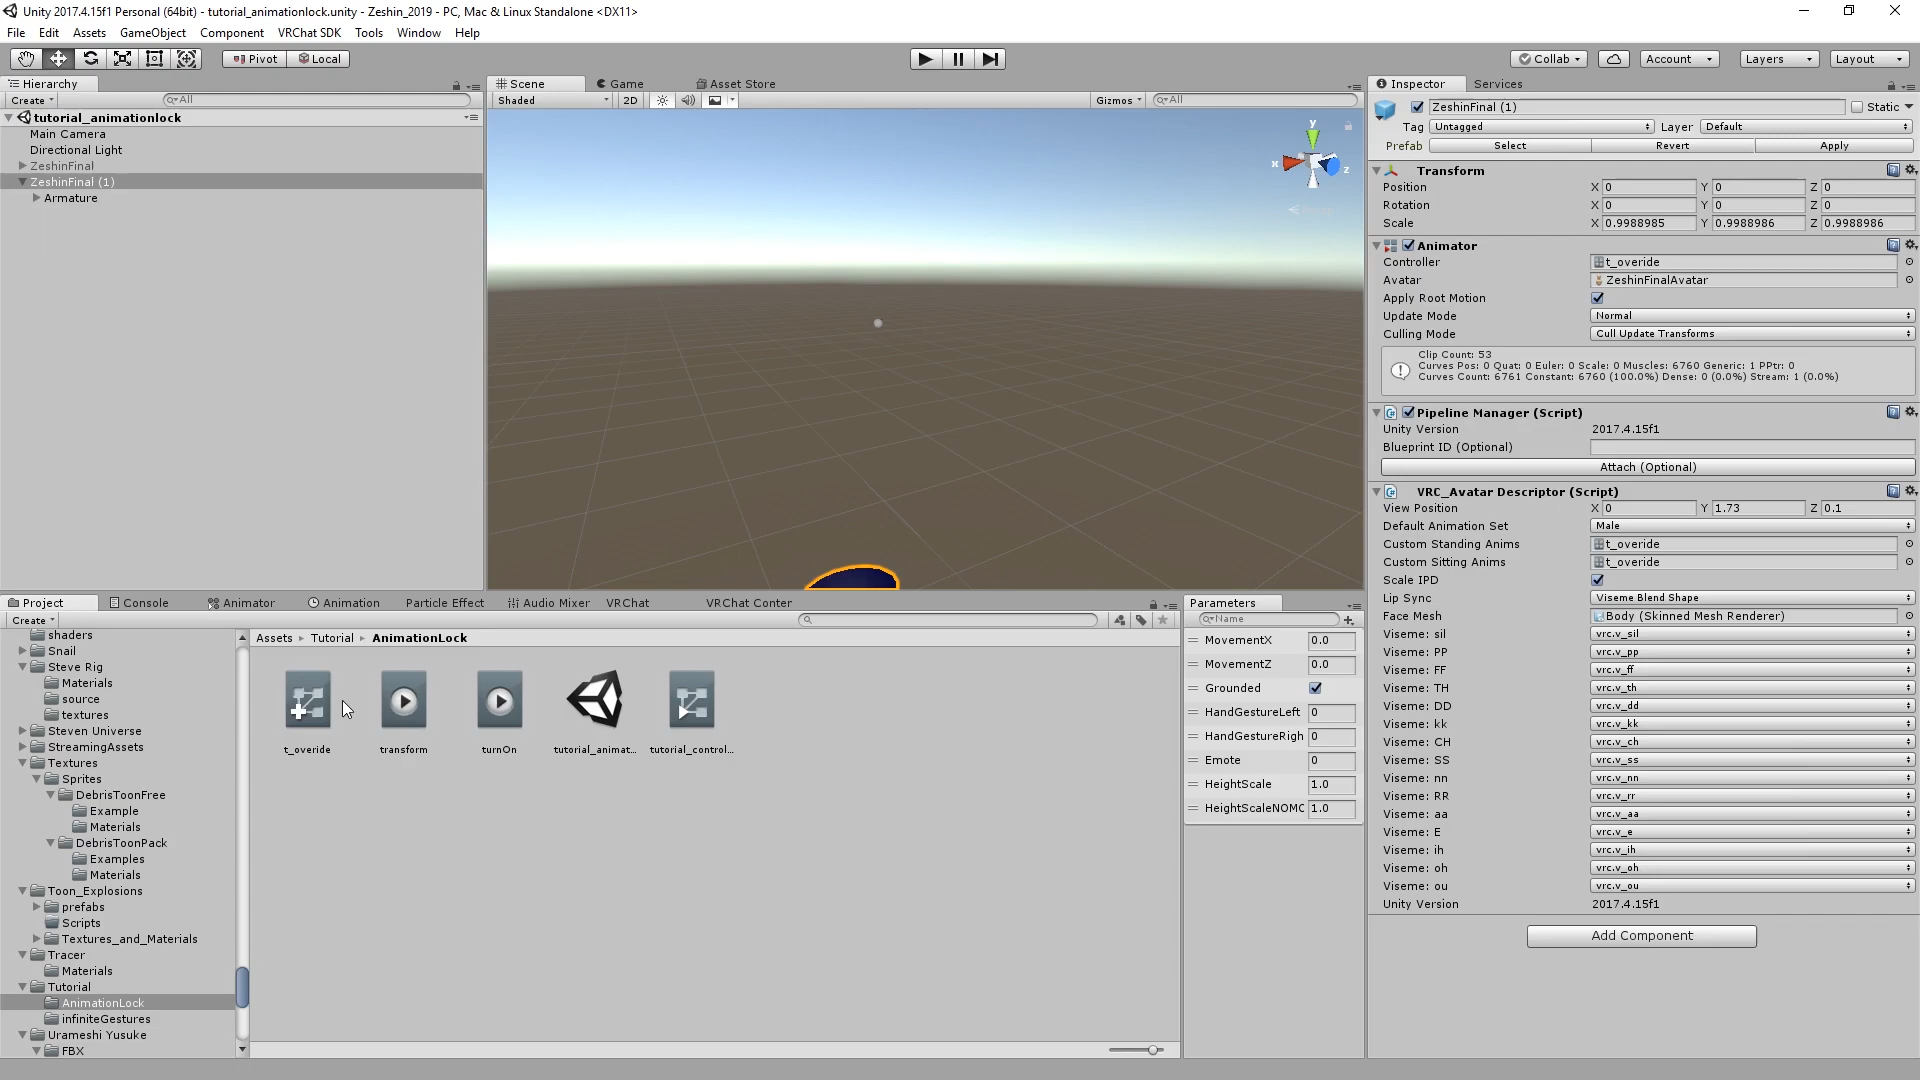 Unity 2017.4.15f1 Personal (64bit) - tutorial_animationlock.unity - Zeshin_2019 - PC, Mac & Linux Standalone <DX11>
File Edit Assets GameObject Component VRChat SDK Tools Window Help
Pivot Local Collab Account Layers Layout
Hierarchy
Create All
tutorial_animationlock
Main Camera
Directional Light
ZeshinFinal
ZeshinFinal (1)
Armature
Scene Game Asset Store
Shaded 2D Gizmos All
y
x
z
Project Console Animator Animation Particle Effect Audio Mixer VRChat VRChat Conter
Create
shaders
Snail
Steve Rig
Materials
source
textures
Steven Universe
StreamingAssets
Textures
Sprites
DebrisToonFree
Example
Materials
DebrisToonPack
Examples
Materials
Toon_Explosions
prefabs
Scripts
Textures_and_Materials
Tracer
Materials
Tutorial
AnimationLock
infiniteGestures
Urameshi Yusuke
FBX
Assets Tutorial AnimationLock
t_overide transform turnOn tutorial_animat... tutorial_control...
Parameters
Name
MovementX 0.0
MovementZ 0.0
Grounded
HandGestureLeft 0
HandGestureRigh 0
Emote 0
HeightScale 1.0
HeightScaleNOMC 1.0
Inspector Services
ZeshinFinal (1) Static
Tag Untagged Layer Default
Prefab Select Revert Apply
Transform
Position X 0 Y 0 Z 0
Rotation X 0 Y 0 Z 0
Scale X 0.9988985 Y 0.9988986 Z 0.9988986
Animator
Controller t_overide
Avatar ZeshinFinalAvatar
Apply Root Motion
Update Mode Normal
Culling Mode Cull Update Transforms
Clip Count: 53
Curves Pos: 0 Quat: 0 Euler: 0 Scale: 0 Muscles: 6760 Generic: 1 PPtr: 0
Curves Count: 6761 Constant: 6760 (100.0%) Dense: 0 (0.0%) Stream: 1 (0.0%)
Pipeline Manager (Script)
Unity Version 2017.4.15f1
Blueprint ID (Optional)
Attach (Optional)
VRC_Avatar Descriptor (Script)
View Position X 0 Y 1.73 Z 0.1
Default Animation Set Male
Custom Standing Anims t_overide
Custom Sitting Anims t_overide
Scale IPD
Lip Sync Viseme Blend Shape
Face Mesh Body (Skinned Mesh Renderer)
Viseme: sil vrc.v_sil
Viseme: PP vrc.v_pp
Viseme: FF vrc.v_ff
Viseme: TH vrc.v_th
Viseme: DD vrc.v_dd
Viseme: kk vrc.v_kk
Viseme: CH vrc.v_ch
Viseme: SS vrc.v_ss
Viseme: nn vrc.v_nn
Viseme: RR vrc.v_rr
Viseme: aa vrc.v_aa
Viseme: E vrc.v_e
Viseme: ih vrc.v_ih
Viseme: oh vrc.v_oh
Viseme: ou vrc.v_ou
Unity Version 2017.4.15f1
Add Component